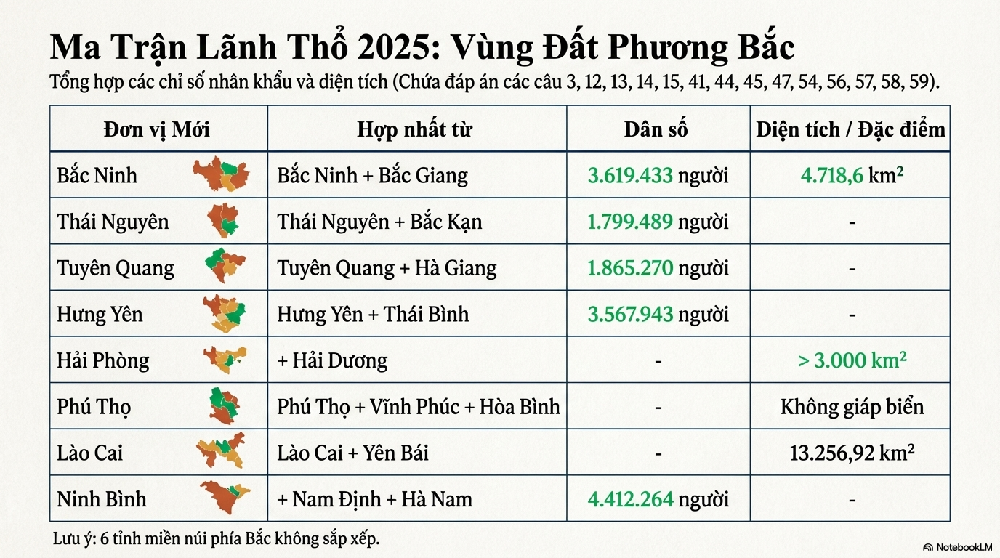 Ma Trận Lãnh Thổ 2025: Vùng Đất Phương Bắc
Tổng hợp các chỉ số nhân khẩu và diện tích (Chứa đáp án các câu 3, 12, 13, 14, 15, 41, 44, 45, 47, 54, 56, 57, 58, 59).
Đơn vị Mới Hợp nhất từ Dân số Diện tích / Đặc điểm
Bắc Ninh Bắc Ninh + Bắc Giang 3.619.433 người 4.718,6 km²
Thái Nguyên Thái Nguyên + Bắc Kạn 1.799.489 người -
Tuyên Quang Tuyên Quang + Hà Giang 1.865.270 người -
Hưng Yên Hưng Yên + Thái Bình 3.567.943 người -
Hải Phòng + Hải Dương - > 3.000 km²
Phú Thọ Phú Thọ + Vĩnh Phúc + Hòa Bình - Không giáp biển
Lào Cai Lào Cai + Yên Bái - 13.256,92 km²
Ninh Bình + Nam Định + Hà Nam 4.412.264 người -
Lưu ý: 6 tỉnh miền núi phía Bắc không sắp xếp.
NotebookLM